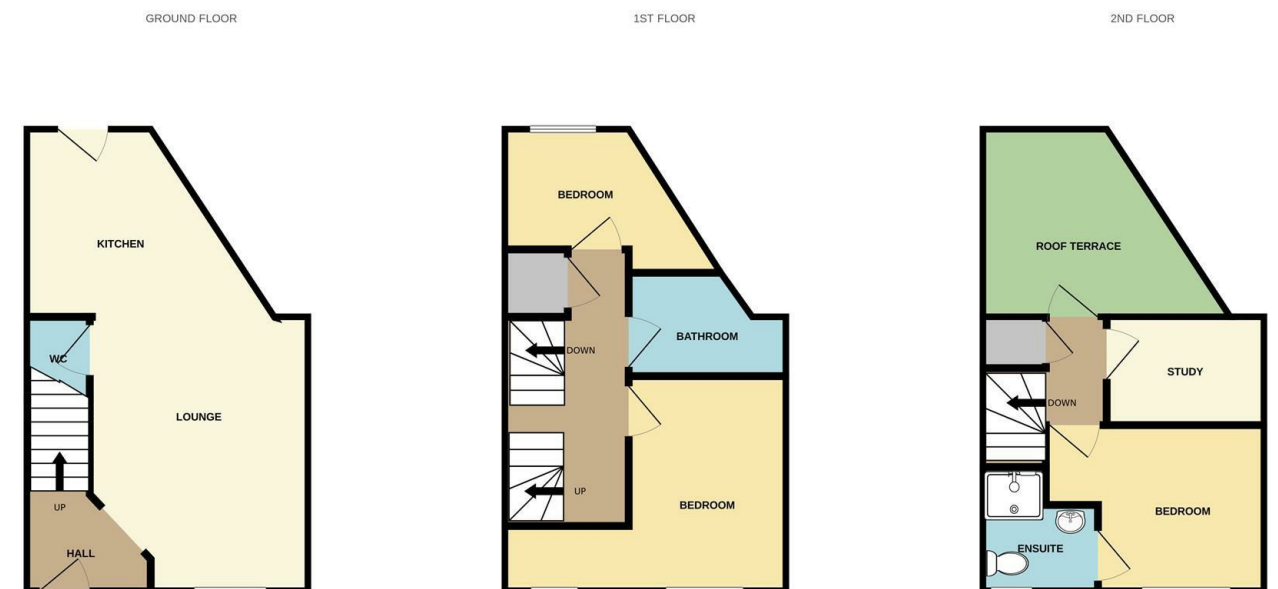 GROUND FLOOR
1ST FLOOR
2ND FLOOR
KITCHEN
WC
LOUNGE
UP
HALL
BEDROOM
BATHROOM
DOWN
UP
BEDROOM
ROOF TERRACE
STUDY
DOWN
BEDROOM
ENSUITE